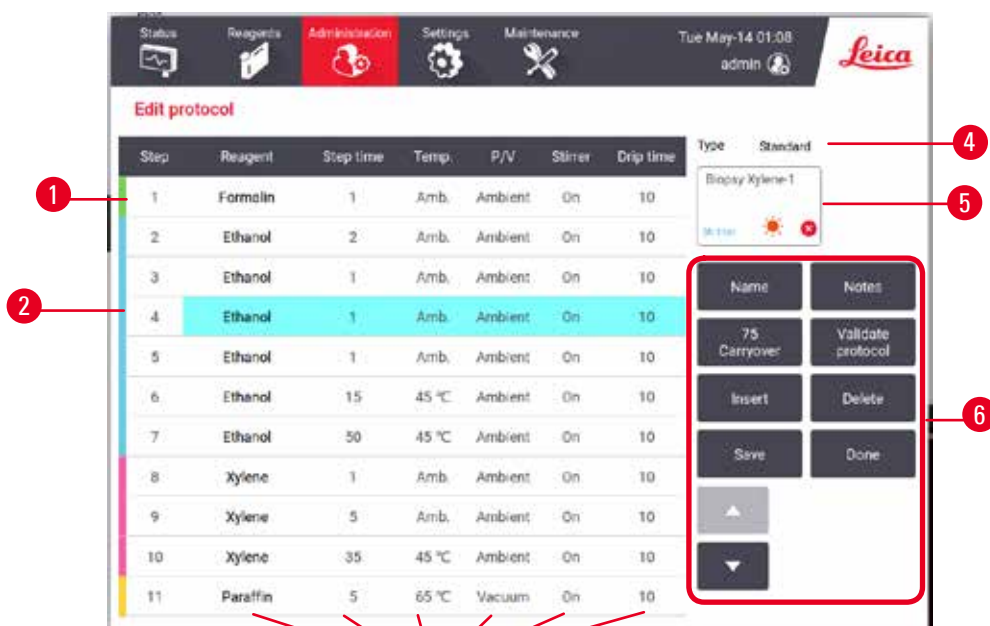 Status Reagents Administration Settings Maintenance Tue May-14 01:08
admin
Leica
Edit protocol
Step Reagent Step time Temp. P/V Stirrer Drip time
1 Formalin 1 Amb. Ambient On 10
2 Ethanol 2 Amb. Ambient On 10
3 Ethanol 1 Amb. Ambient On 10
4 Ethanol 1 Amb. Ambient On 10
5 Ethanol 1 Amb. Ambient On 10
6 Ethanol 15 45 °C Ambient On 10
7 Ethanol 50 45 °C Ambient On 10
8 Xylene 1 Amb. Ambient On 10
9 Xylene 5 Amb. Ambient On 10
10 Xylene 35 45 °C Ambient On 10
11 Paraffin 5 65 °C Vacuum On 10
Type Standard
Biopsy Xylene-1
Name Notes
75 Validate
Carryover protocol
Insert Delete
Save Done
1
2
4
5
6